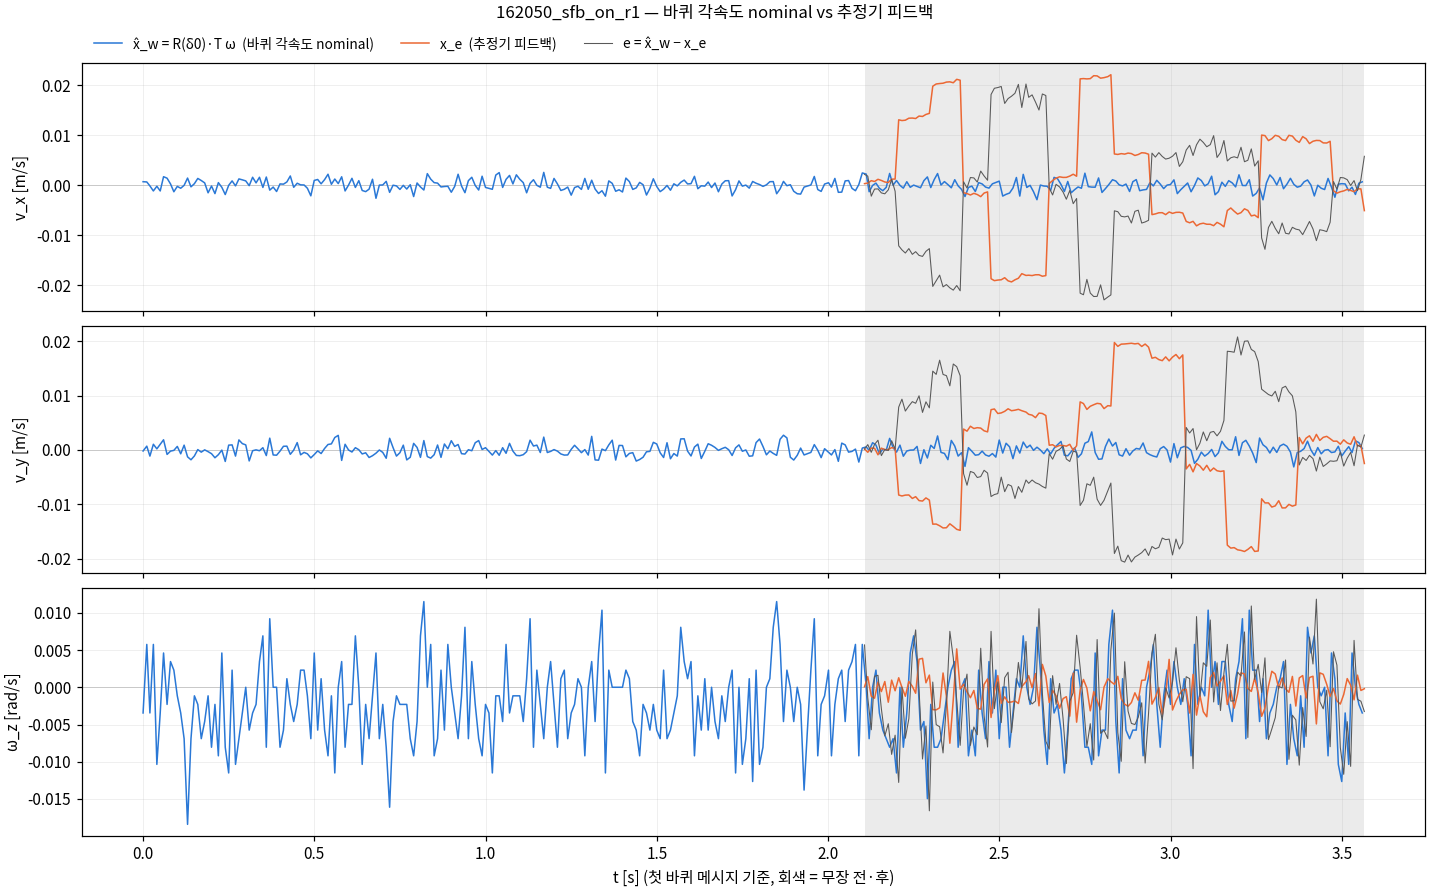 162050_sfb_on_r1 — 바퀴 각속도 nominal vs 추정기 피드백
x̂_w = R(δ0)·T ω (바퀴 각속도 nominal) x_e (추정기 피드백) e = x̂_w − x_e
v_x [m/s]
0.02
0.01
0.00
-0.01
-0.02
v_y [m/s]
0.02
0.01
0.00
-0.01
-0.02
ω_z [rad/s]
0.010
0.005
0.000
-0.005
-0.010
-0.015
0.0 0.5 1.0 1.5 2.0 2.5 3.0 3.5
t [s] (첫 바퀴 메시지 기준, 회색 = 무장 전·후)